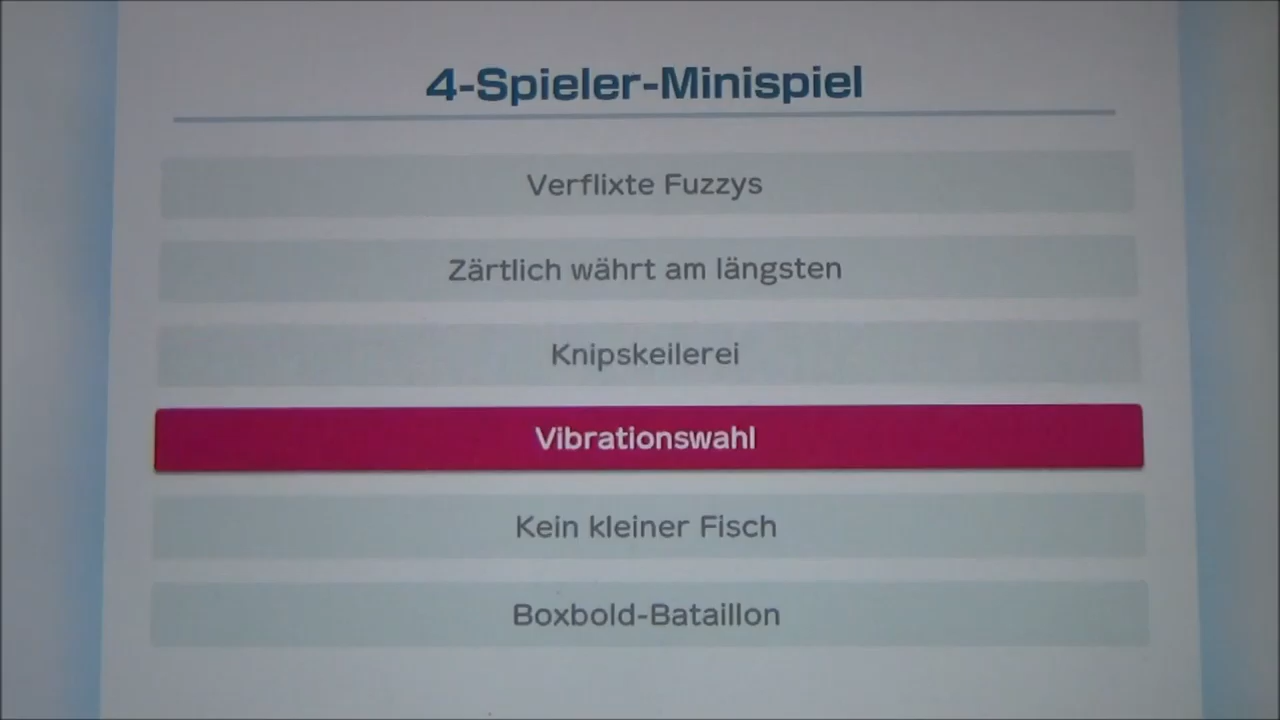 4-Spieler-Minispiel
Verflixte Fuzzys
Zärtlich währt am längsten
Knipskeilerei
Vibrationswahl
Kein kleiner Fisch
Boxbold-Bataillon